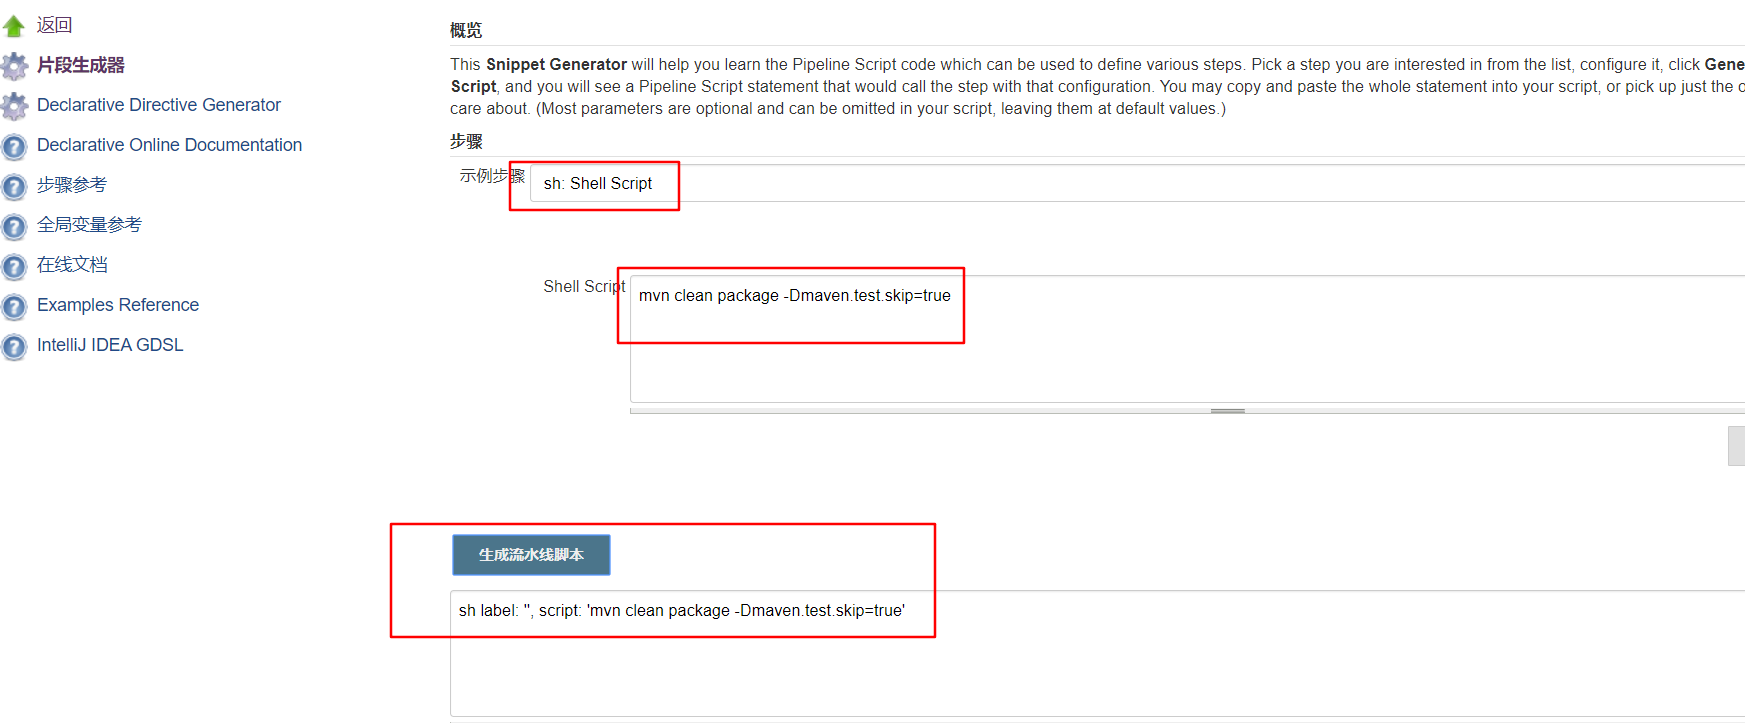 返回
片段生成器
Declarative Directive Generator
Declarative Online Documentation
步骤参考
全局变量参考
在线文档
Examples Reference
IntelliJ IDEA GDSL
概览
This Snippet Generator will help you learn the Pipeline Script code which can be used to define various steps. Pick a step you are interested in from the list, configure it, click Gene
Script, and you will see a Pipeline Script statement that would call the step with that configuration. You may copy and paste the whole statement into your script, or pick up just the o
care about. (Most parameters are optional and can be omitted in your script, leaving them at default values.)
步骤
示例步骤 sh: Shell Script
Shell Script mvn clean package -Dmaven.test.skip=true
生成流水线脚本
sh label: '', script: 'mvn clean package -Dmaven.test.skip=true'